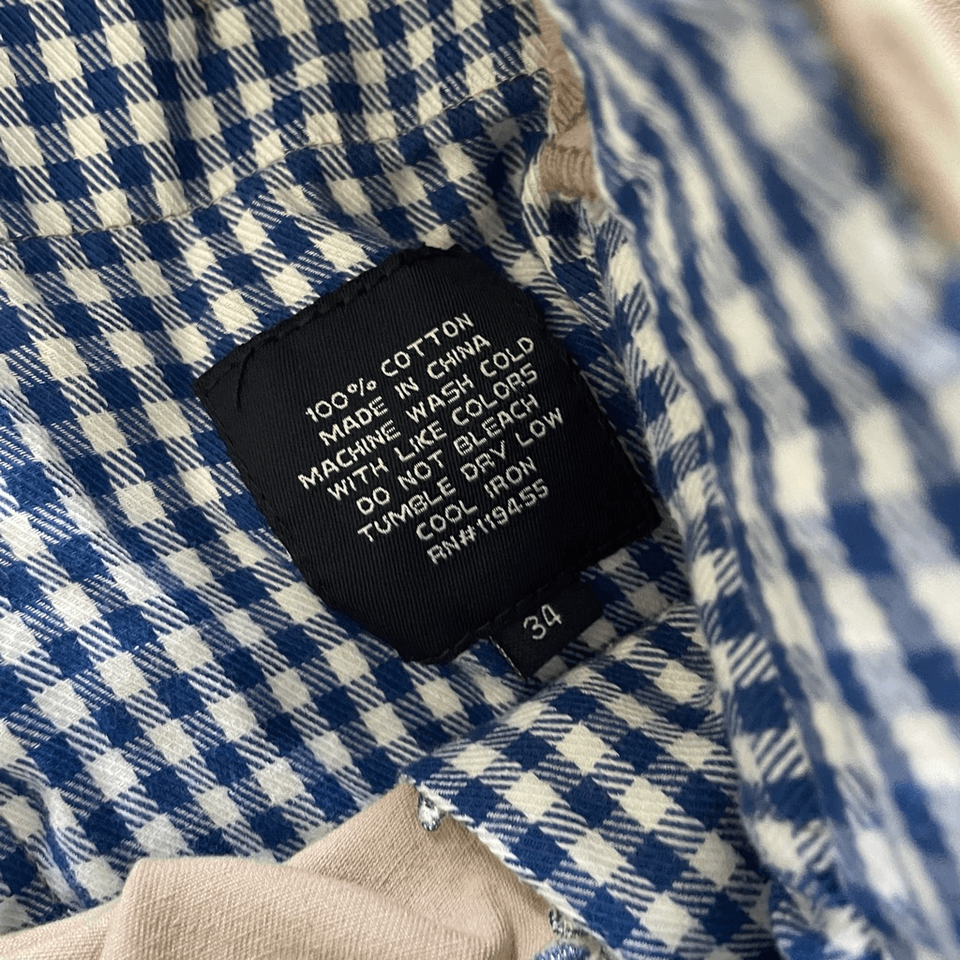 100% COTTON
MADE IN CHINA
MACHINE WASH COLD
WITH LIKE COLORS
DO NOT BLEACH
TUMBLE DRY LOW
COOL IRON
RN#119455
34